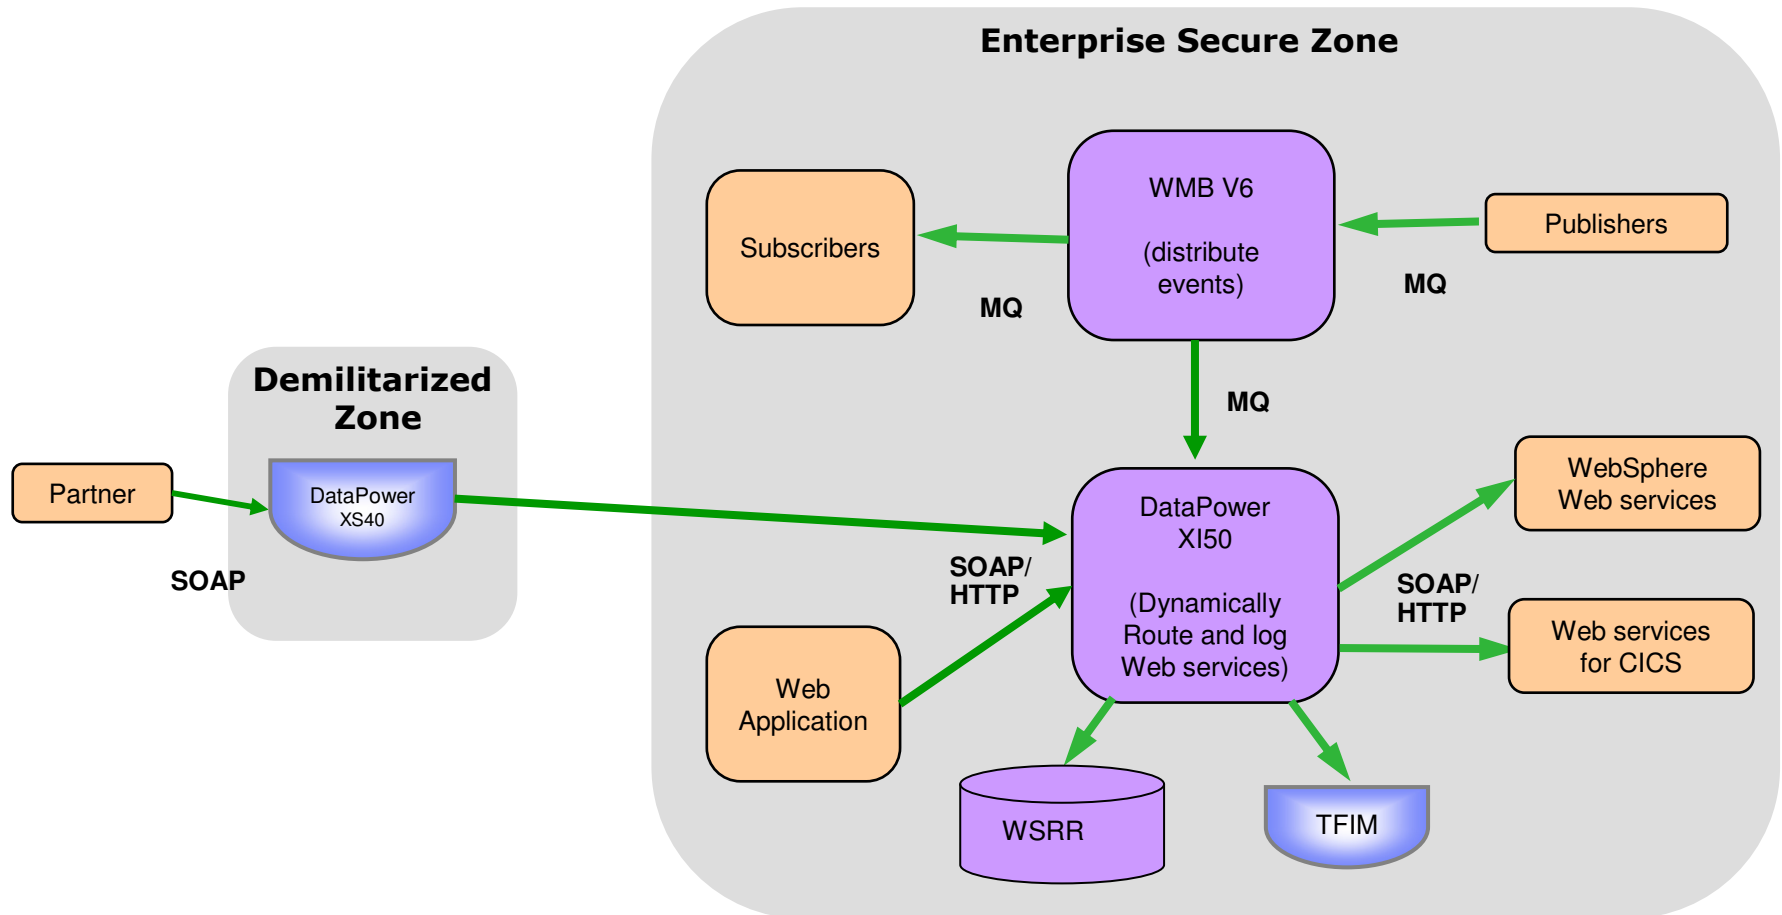 Enterprise Secure Zone
WMB V6
(distribute
events)
Subscribers
Publishers
MQ
MQ
MQ
Demilitarized
Zone
Partner
DataPower
XS40
SOAP
DataPower
XI50
(Dynamically
Route and log
Web services)
SOAP/
HTTP
WebSphere
Web services
SOAP/
HTTP
Web services
for CICS
Web
Application
WSRR
TFIM